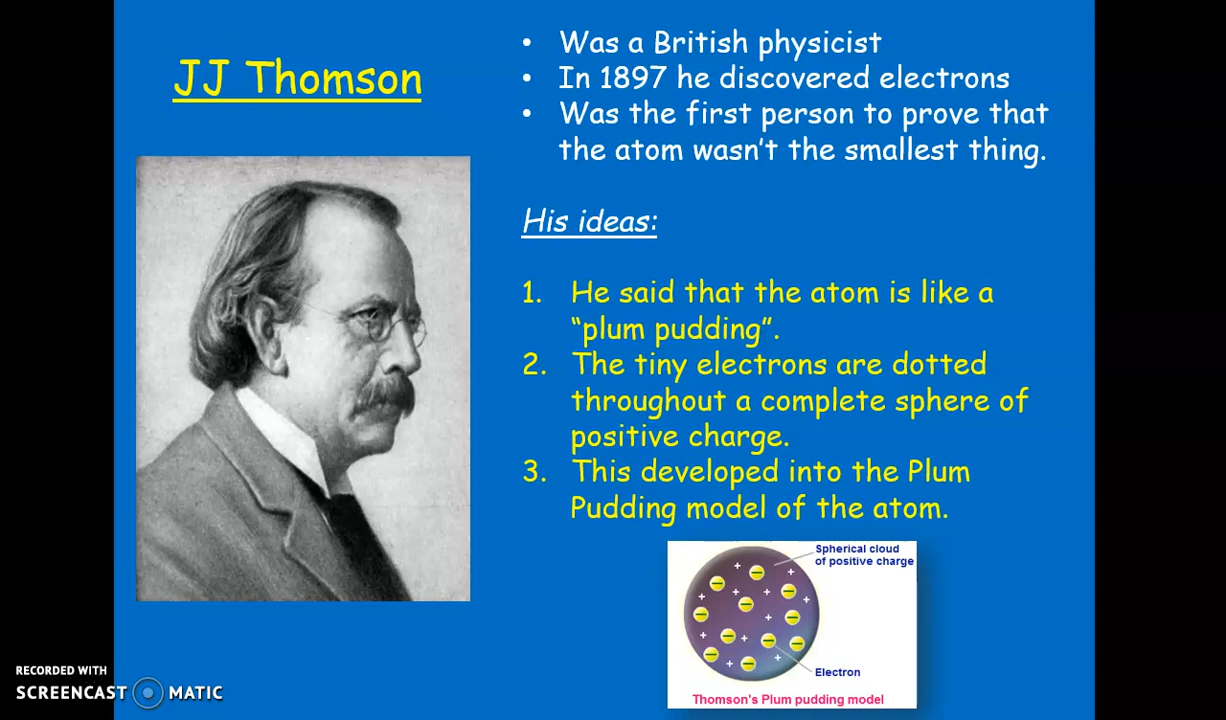 JJ Thomson
• Was a British physicist
• In 1897 he discovered electrons
• Was the first person to prove that
the atom wasn't the smallest thing.
His ideas:
1. He said that the atom is like a
"plum pudding".
2. The tiny electrons are dotted
throughout a complete sphere of
positive charge.
3. This developed into the Plum
Pudding model of the atom.
Spherical cloud
of positive charge
Electron
Thomson's Plum pudding model
RECORDED WITH
SCREENCAST MATIC